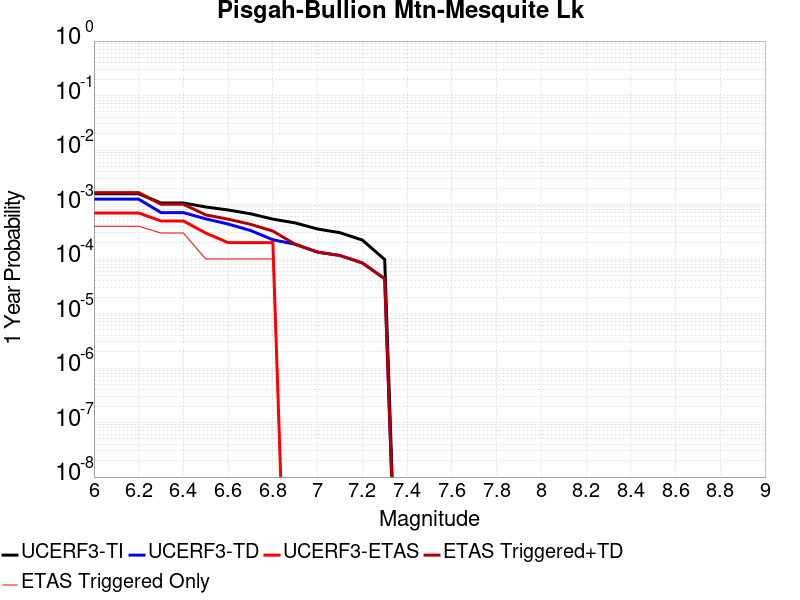 Pisgah-Bullion Mtn-Mesquite Lk
10^0
10^-1
10^-2
10^-3
10^-4
10^-5
10^-6
10^-7
10^-8
1 Year Probability
6 6.2 6.4 6.6 6.8 7 7.2 7.4 7.6 7.8 8 8.2 8.4 8.6 8.8 9
Magnitude
UCERF3-TI UCERF3-TD UCERF3-ETAS ETAS Triggered+TD
ETAS Triggered Only